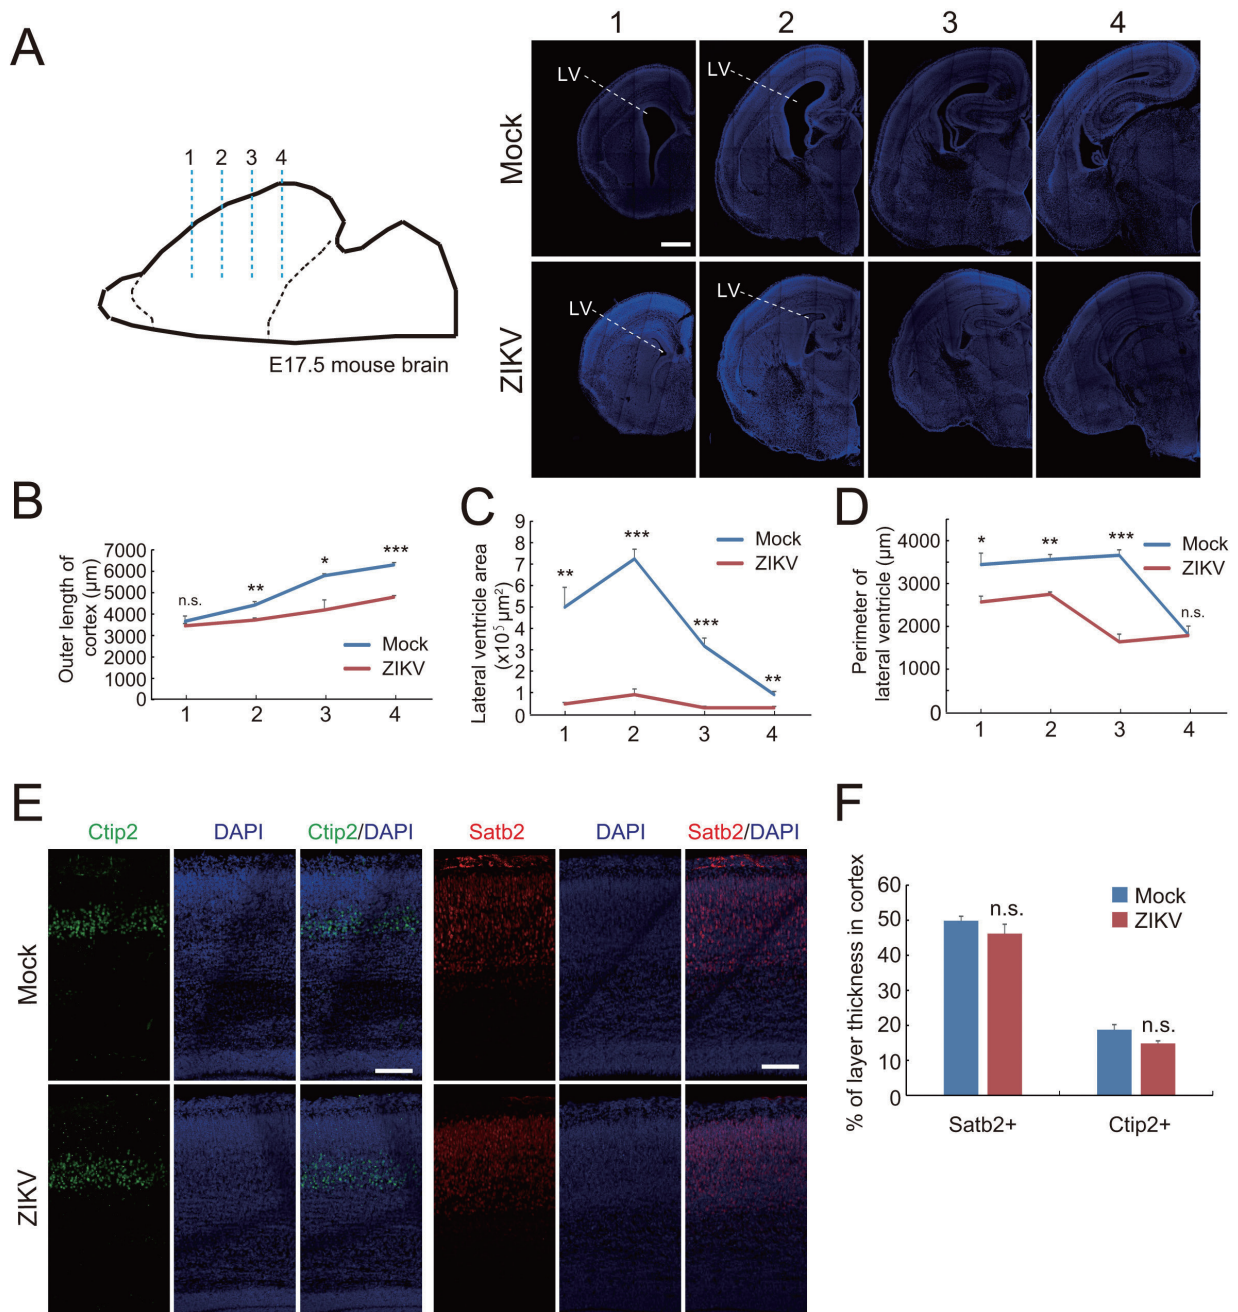 A
1 2 3 4
E17.5 mouse brain
1 2 3 4
Mock
LV
LV
ZIKV
LV
LV
B
Outer length of
cortex (µm)
7000
6000
5000
4000
3000
2000
1000
0
n.s.
**
*
***
Mock
ZIKV
1 2 3 4
C
Lateral ventricle area
(x10⁵ µm²)
9
8
7
6
5
4
3
2
1
0
**
***
***
**
Mock
ZIKV
1 2 3 4
D
Perimeter of
lateral ventricle (µm)
4000
3000
2000
1000
0
*
**
***
n.s.
Mock
ZIKV
1 2 3 4
E
Ctip2 DAPI Ctip2/DAPI Satb2 DAPI Satb2/DAPI
Mock
ZIKV
F
% of layer thickness in cortex
60
50
40
30
20
10
0
n.s.
n.s.
Mock
ZIKV
Satb2+ Ctip2+